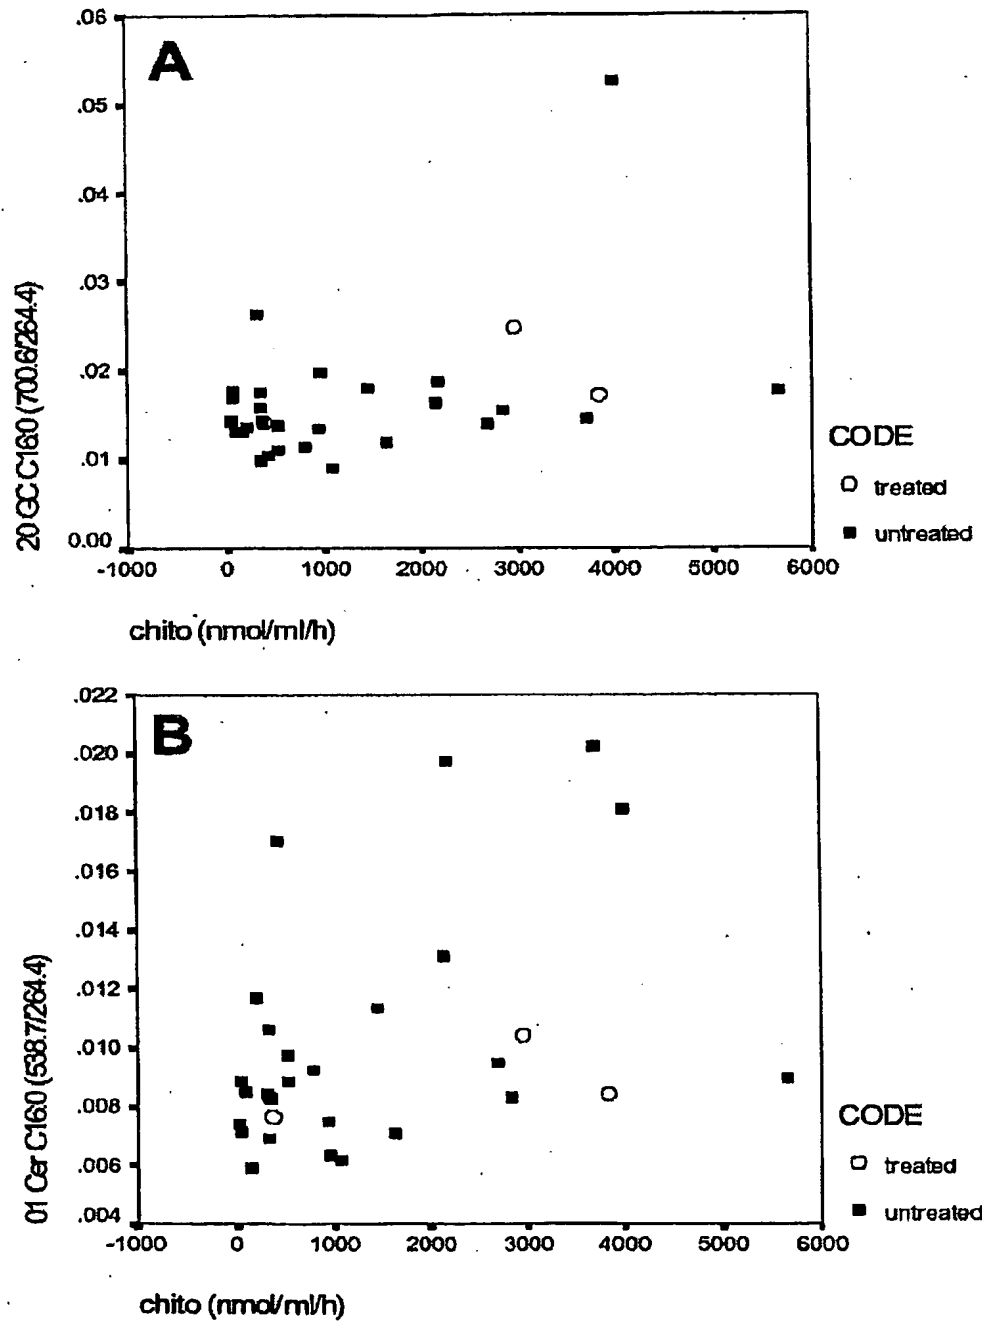 A
.06
.05
.04
.03
.02
.01
0.00
20 GC C16:0 (700.6/264.4)
-1000 0 1000 2000 3000 4000 5000 6000
chito (nmol/ml/h)
CODE
treated
untreated
B
.022
.020
.018
.016
.014
.012
.010
.008
.006
.004
01 Cer C16:0 (538.7/264.4)
-1000 0 1000 2000 3000 4000 5000 6000
chito (nmol/ml/h)
CODE
treated
untreated